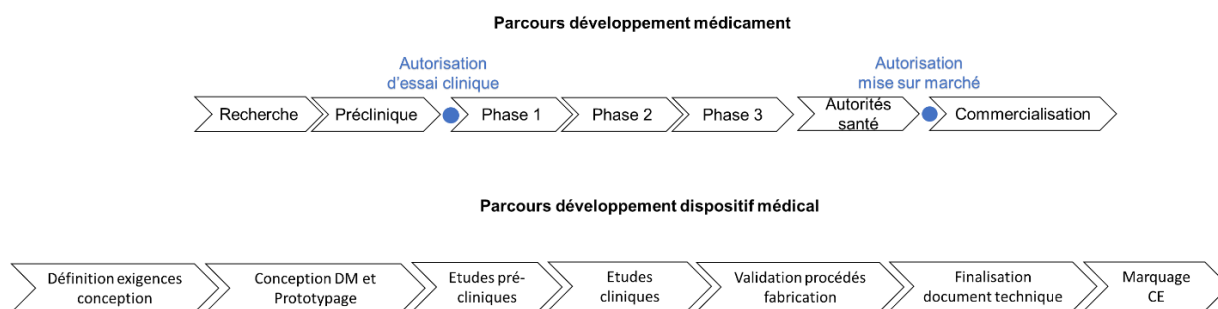 Parcours développement médicament
Autorisation
d'essai clinique
Autorisation
mise sur marché
Recherche
Préclinique
Phase 1
Phase 2
Phase 3
Autorités
santé
Commercialisation
Parcours développement dispositif médical
Définition exigences
conception
Conception DM et
Prototypage
Etudes pré-
cliniques
Etudes
cliniques
Validation procédés
fabrication
Finalisation
document technique
Marquage
CE